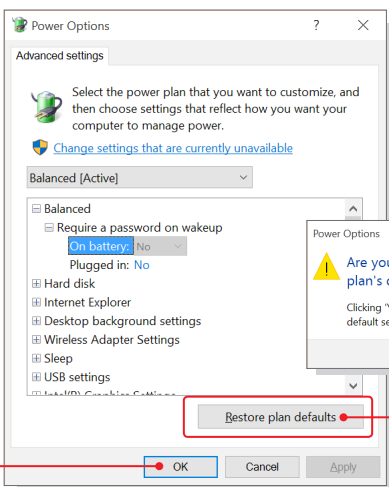 Power Options
Advanced settings
Select the power plan that you want to customize, and
then choose settings that reflect how you want your
computer to manage power.
Change settings that are currently unavailable
Balanced [Active]
Balanced
Require a password on wakeup
On battery: No
Plugged in: No
Hard disk
Internet Explorer
Desktop background settings
Wireless Adapter Settings
Sleep
USB settings
Intel(R) Graphics Settings
Power Options
Are you
plan's
Clicking
default
Restore plan defaults
OK
Cancel
Apply